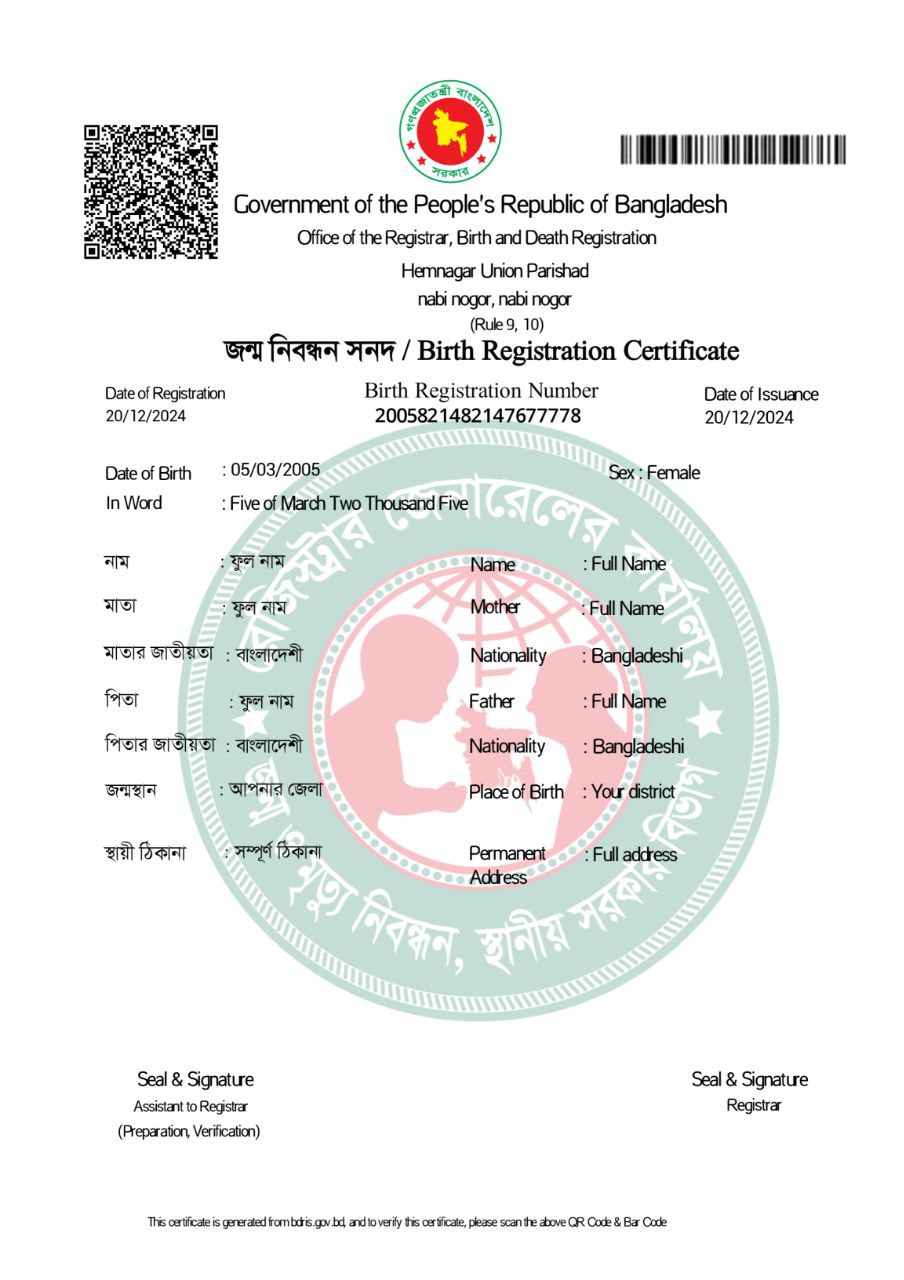 গণপ্রজাতন্ত্রী বাংলাদেশ
সরকার
Government of the People's Republic of Bangladesh
Office of the Registrar, Birth and Death Registration
Hemnagar Union Parishad
nabi nogor, nabi nogor
(Rule 9, 10)
জন্ম নিবন্ধন সনদ / Birth Registration Certificate
Date of Registration Birth Registration Number Date of Issuance
20/12/2024 2005821482147677778 20/12/2024
Date of Birth : 05/03/2005 Sex : Female
In Word : Five of March Two Thousand Five
রেজিস্ট্রার জেনারেলের কার্যালয়
নাম : ফুল নাম Name : Full Name
মাতা : ফুল নাম Mother : Full Name
মাতার জাতীয়তা : বাংলাদেশী Nationality : Bangladeshi
পিতা : ফুল নাম Father : Full Name
পিতার জাতীয়তা : বাংলাদেশী Nationality : Bangladeshi
জন্মস্থান : আপনার জেলা Place of Birth : Your district
স্থায়ী ঠিকানা : সম্পূর্ণ ঠিকানা Permanent : Full address
Address
জন্ম ও মৃত্যু নিবন্ধন, স্থানীয় সরকার বিভাগ
Seal & Signature Seal & Signature
Assistant to Registrar Registrar
(Preparation, Verification)
This certificate is generated from bdris.gov.bd, and to verify this certificate, please scan the above QR Code & Bar Code